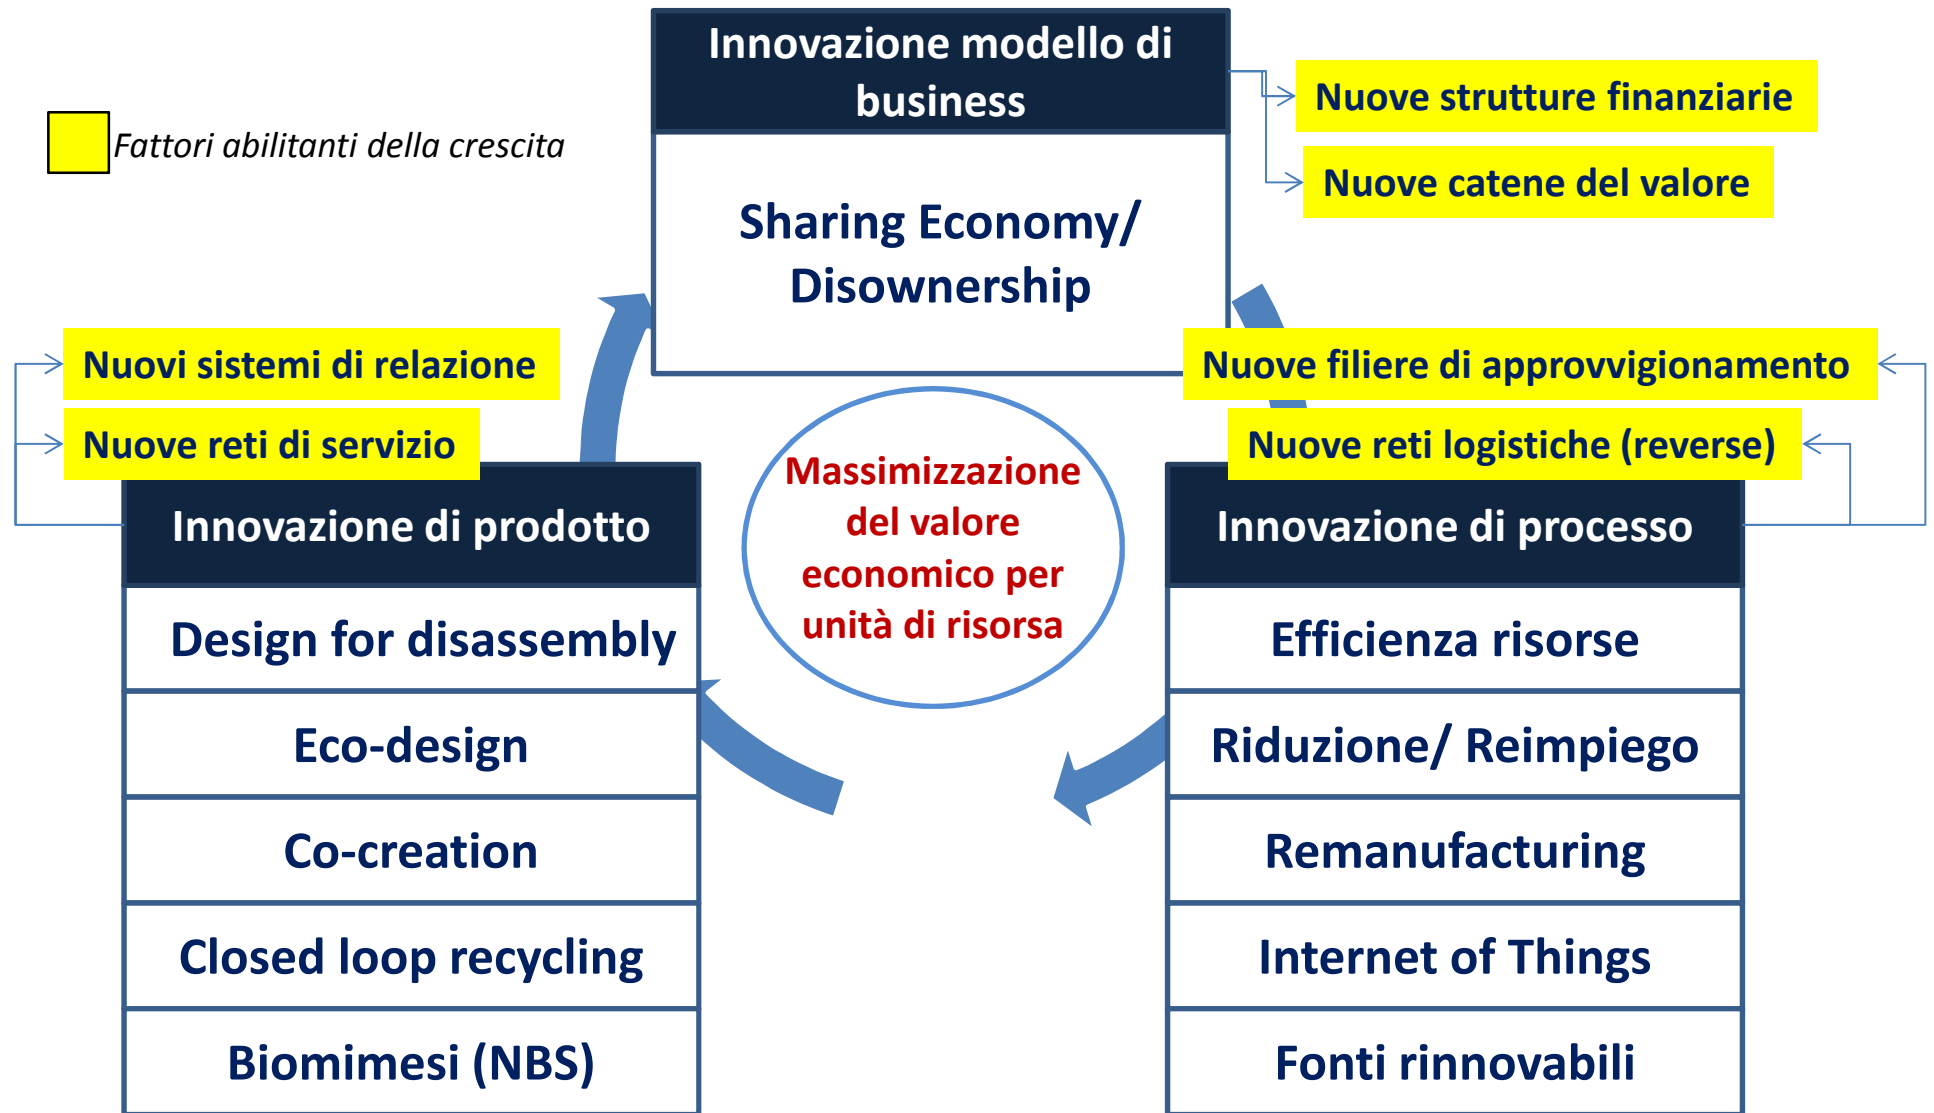 Innovazione modello di
business
Nuove strutture finanziarie
Fattori abilitanti della crescita
Nuove catene del valore
Sharing Economy/
Disownership
Nuovi sistemi di relazione
Nuove reti di servizio
Nuove filiere di approvvigionamento
Nuove reti logistiche (reverse)
Massimizzazione
del valore
economico per
unità di risorsa
Innovazione di prodotto
Design for disassembly
Eco-design
Co-creation
Closed loop recycling
Biomimesi (NBS)
Innovazione di processo
Efficienza risorse
Riduzione/ Reimpiego
Remanufacturing
Internet of Things
Fonti rinnovabili